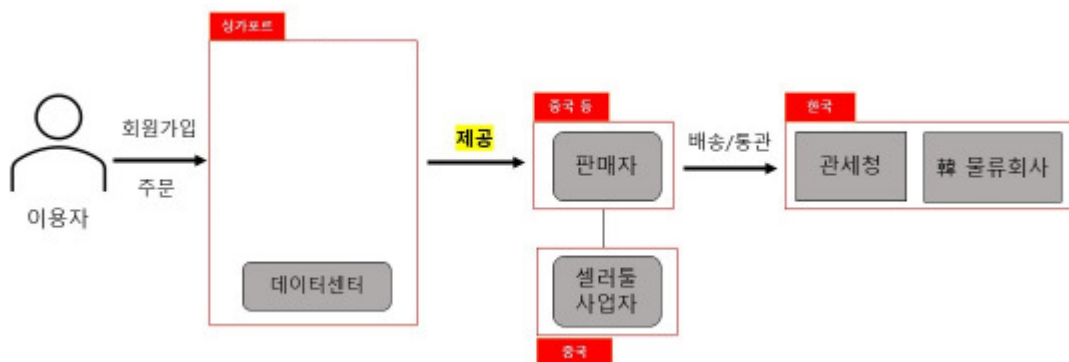 싱가포르
회원가입
주문
이용자
데이터센터
제공
중국 등
판매자
셀러툴
사업자
중국
배송/통관
한국
관세청
韓 물류회사